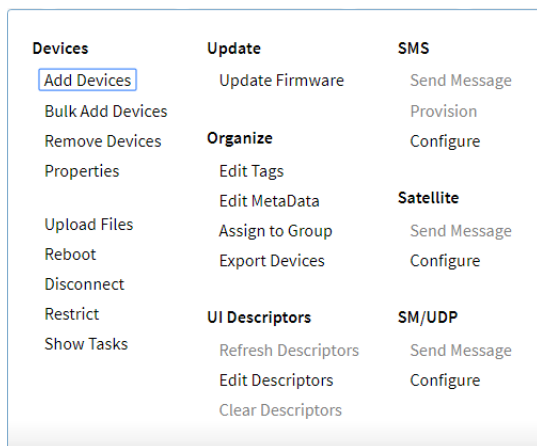 Devices
Add Devices
Bulk Add Devices
Remove Devices
Properties
Upload Files
Reboot
Disconnect
Restrict
Show Tasks
Update
Update Firmware
Organize
Edit Tags
Edit MetaData
Assign to Group
Export Devices
UI Descriptors
Refresh Descriptors
Edit Descriptors
Clear Descriptors
SMS
Send Message
Provision
Configure
Satellite
Send Message
Configure
SM/UDP
Send Message
Configure